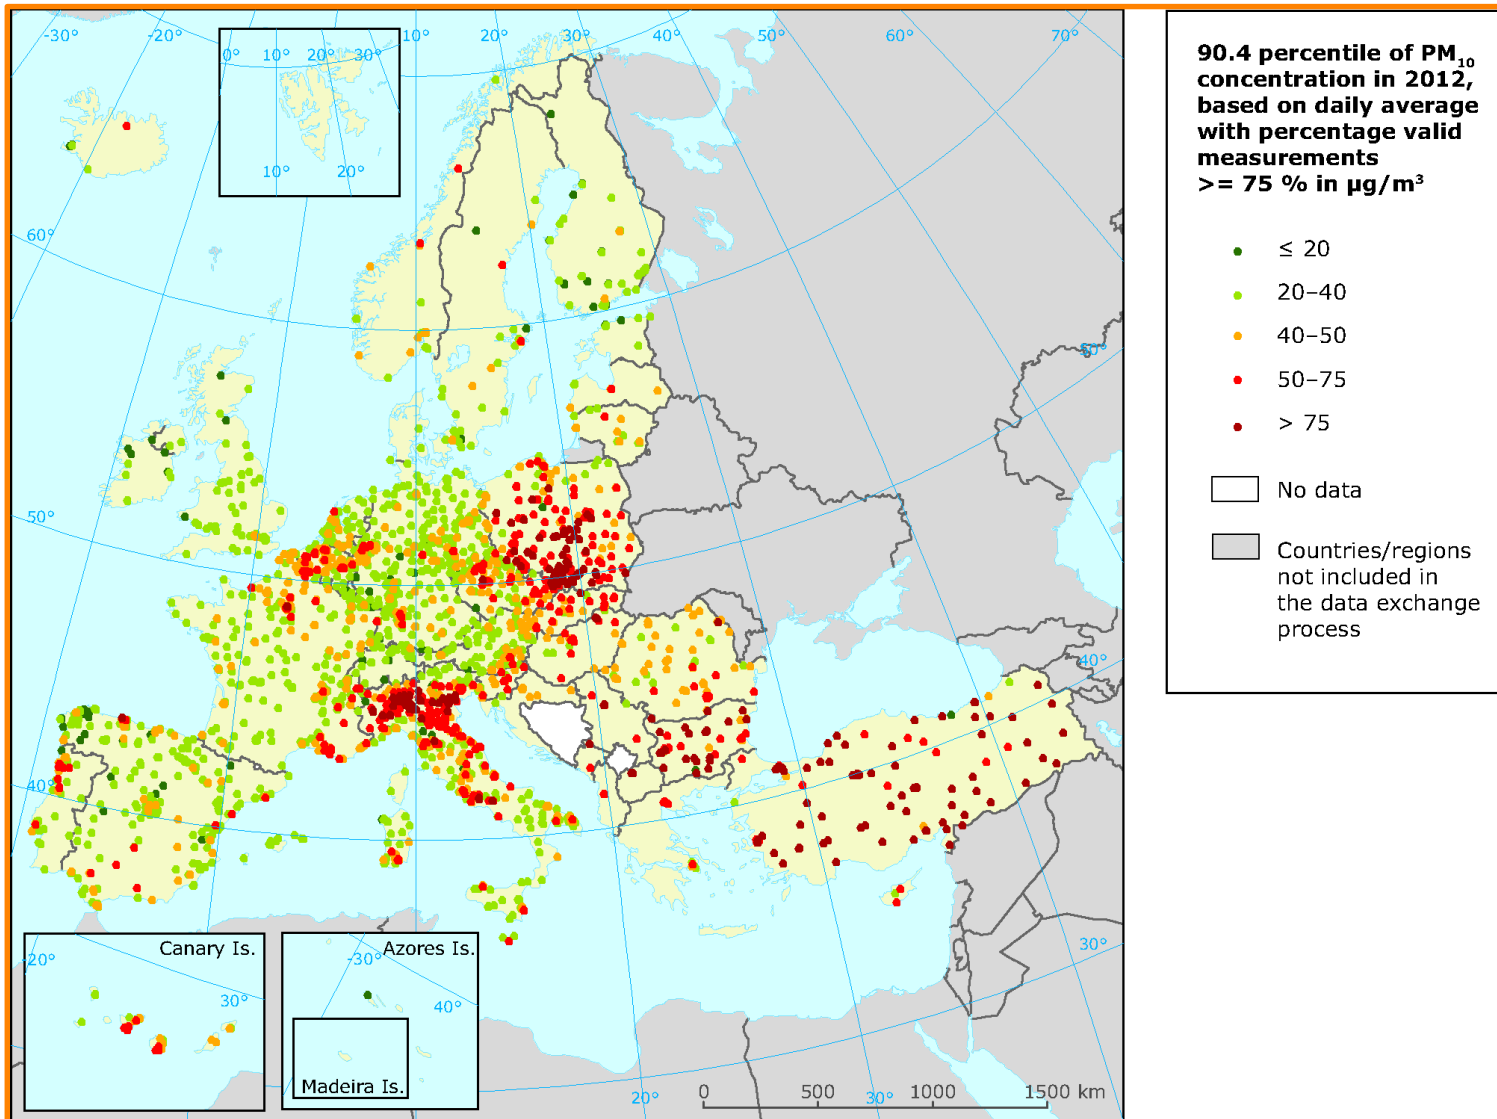 -30°
-20°
10°
20°
30°
40°
50°
60°
70°
0°
10°
20°
30°
10°
20°
60°
50°
40°
50°
40°
30°
20°
30°
Canary Is.
-20°
30°
Azores Is.
-30°
40°
Madeira Is.
0 500 1000 1500 km
90.4 percentile of PM₁₀
concentration in 2012,
based on daily average
with percentage valid
measurements
>= 75 % in µg/m³
≤ 20
20–40
40–50
50–75
> 75
No data
Countries/regions
not included in
the data exchange
process